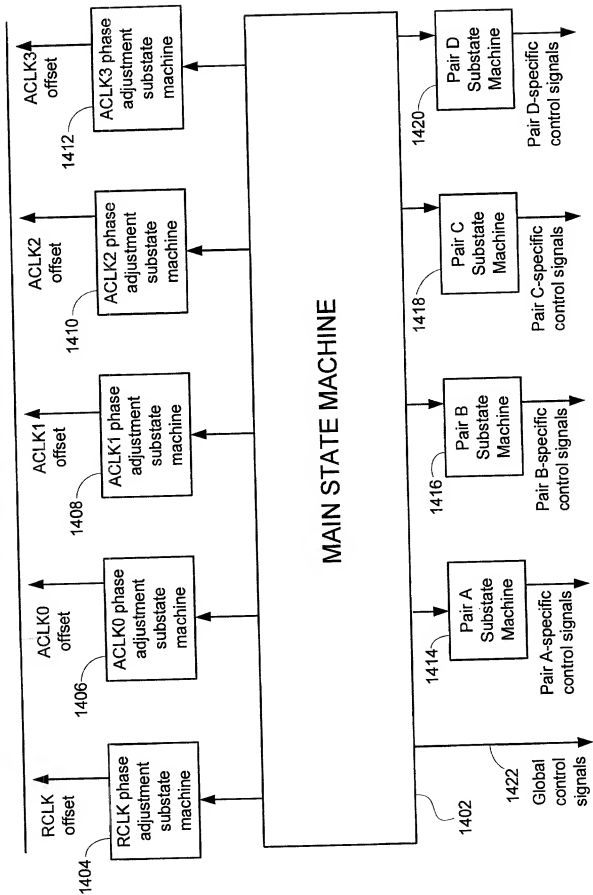 RCLK
offset
ACLK0
offset
ACLK1
offset
ACLK2
offset
ACLK3
offset
RCLK phase
adjustment
substate
machine
1404
ACLK0 phase
adjustment
substate
machine
1406
ACLK1 phase
adjustment
substate
machine
1408
ACLK2 phase
adjustment
substate
machine
1410
ACLK3 phase
adjustment
substate
machine
1412
MAIN STATE MACHINE
1402
1422
Global
control
signals
Pair A
Substate
Machine
1414
Pair A-specific
control signals
Pair B
Substate
Machine
1416
Pair B-specific
control signals
Pair C
Substate
Machine
1418
Pair C-specific
control signals
Pair D
Substate
Machine
1420
Pair D-specific
control signals